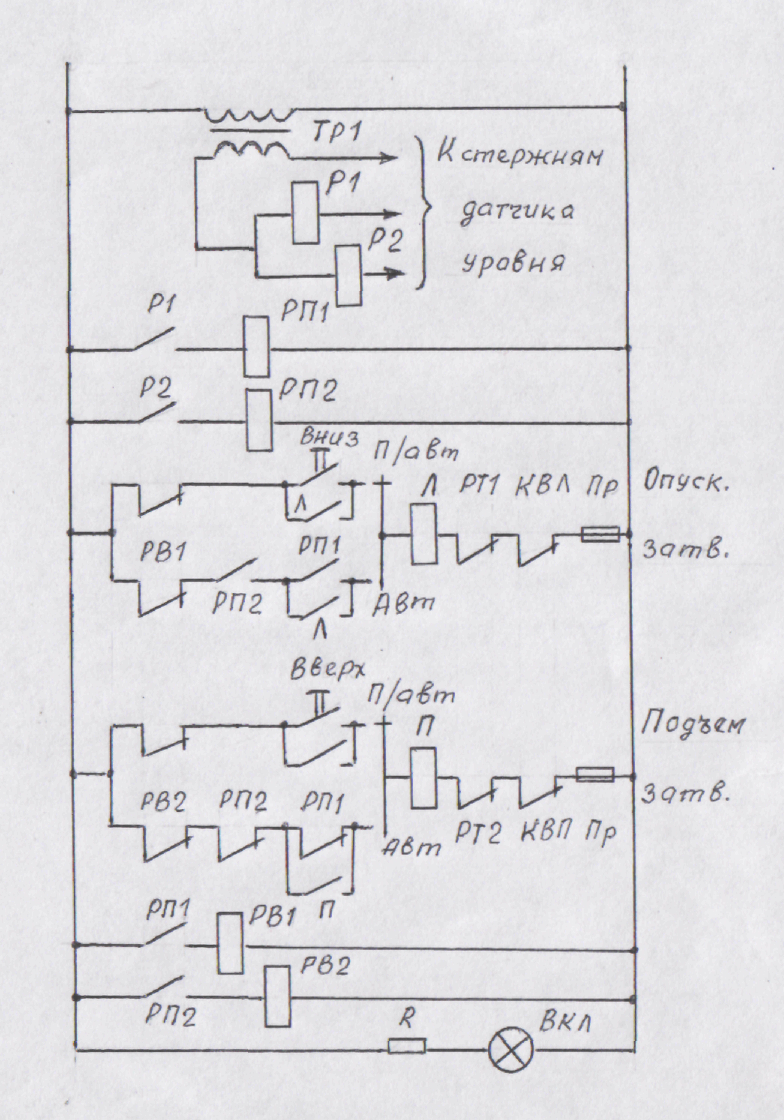 Тр1
К стержням
Р1
датчика
Р2
уровня
Р1 РП1
Р2 РП2
Вниз П/авт
Л Л РТ1 КВЛ Пр Опуск.
РВ1 РП2 РП1 затв.
Л Авт
Вверх П/авт
П Подъем
РВ2 РП2 РП1 Авт РТ2 КВП Пр затв.
П
РП1 РВ1
РВ2
РП2 R ВКЛ